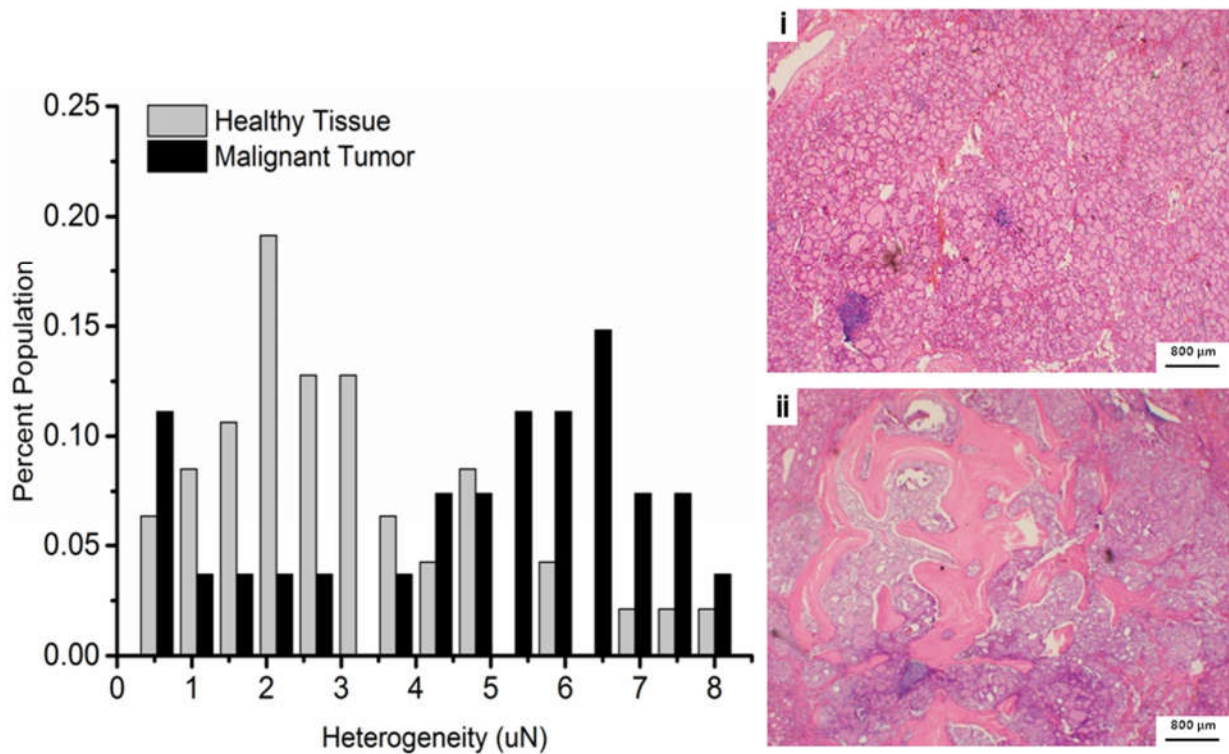 0.25
0.20
0.15
0.10
0.05
0.00
Percent Population
Healthy Tissue
Malignant Tumor
0 1 2 3 4 5 6 7 8
Heterogeneity (uN)
i
800 µm
ii
800 µm